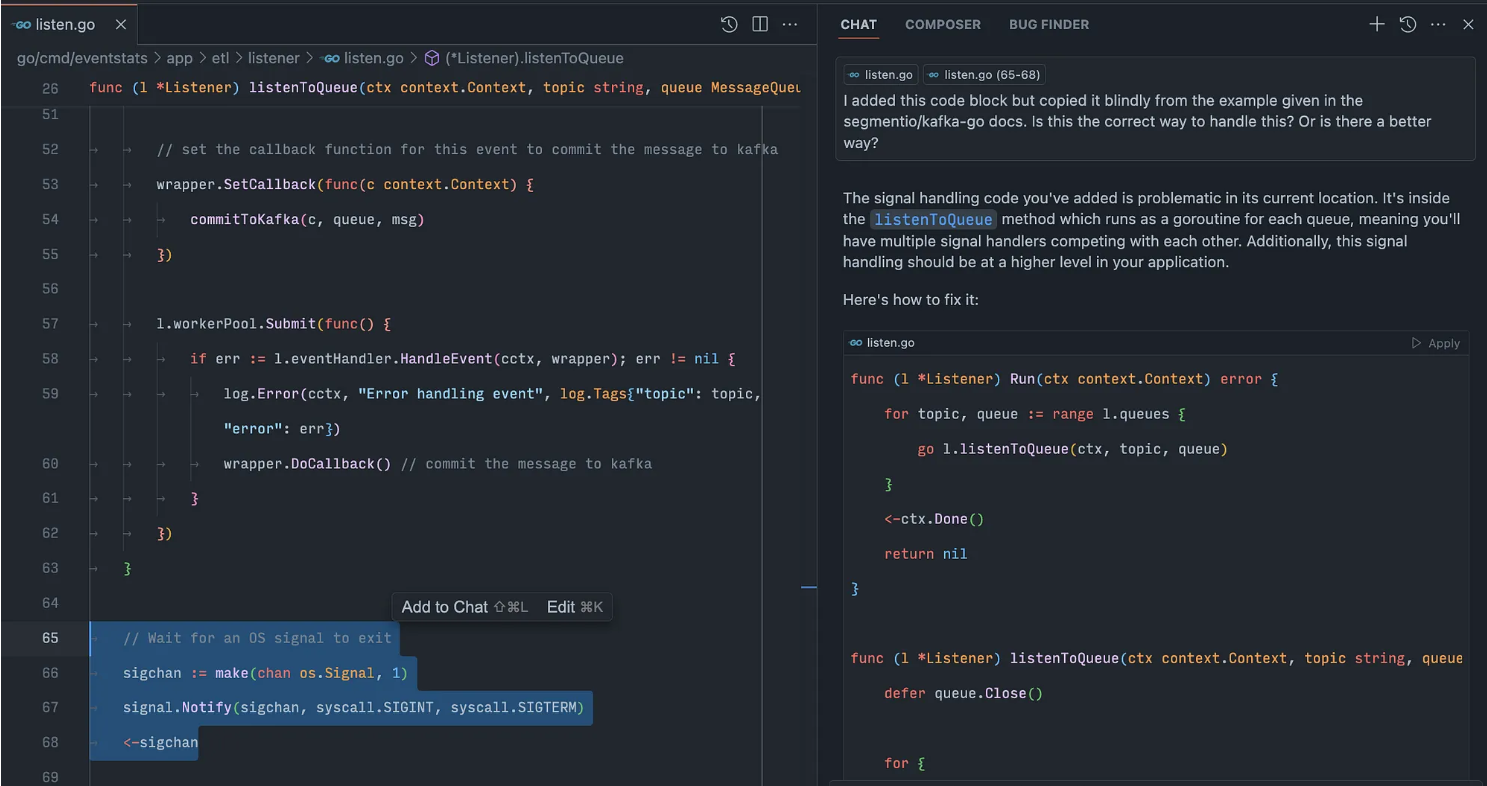 GO listen.go
go/cmd/eventstats > app > etl > listener > GO listen.go > (*Listener).listenToQueue
26 func (l *Listener) listenToQueue(ctx context.Context, topic string, queue MessageQueu
51
52 // set the callback function for this event to commit the message to kafka
53 wrapper.SetCallback(func(c context.Context) {
54 commitToKafka(c, queue, msg)
55 })
56
57 l.workerPool.Submit(func() {
58 if err := l.eventHandler.HandleEvent(cctx, wrapper); err != nil {
59 log.Error(cctx, "Error handling event", log.Tags{"topic": topic,
"error": err})
60 wrapper.DoCallback() // commit the message to kafka
61 }
62 })
63 }
64
Add to Chat ⇧⌘L Edit ⌘K
65 // Wait for an OS signal to exit
66 sigchan := make(chan os.Signal, 1)
67 signal.Notify(sigchan, syscall.SIGINT, syscall.SIGTERM)
68 <-sigchan
69
CHAT COMPOSER BUG FINDER
GO listen.go GO listen.go (65-68)
I added this code block but copied it blindly from the example given in the
segmentio/kafka-go docs. Is this the correct way to handle this? Or is there a better
way?
The signal handling code you've added is problematic in its current location. It's inside
the listenToQueue method which runs as a goroutine for each queue, meaning you'll
have multiple signal handlers competing with each other. Additionally, this signal
handling should be at a higher level in your application.
Here's how to fix it:
GO listen.go Apply
func (l *Listener) Run(ctx context.Context) error {
for topic, queue := range l.queues {
go l.listenToQueue(ctx, topic, queue)
}
<-ctx.Done()
return nil
}
func (l *Listener) listenToQueue(ctx context.Context, topic string, queue
defer queue.Close()
for {